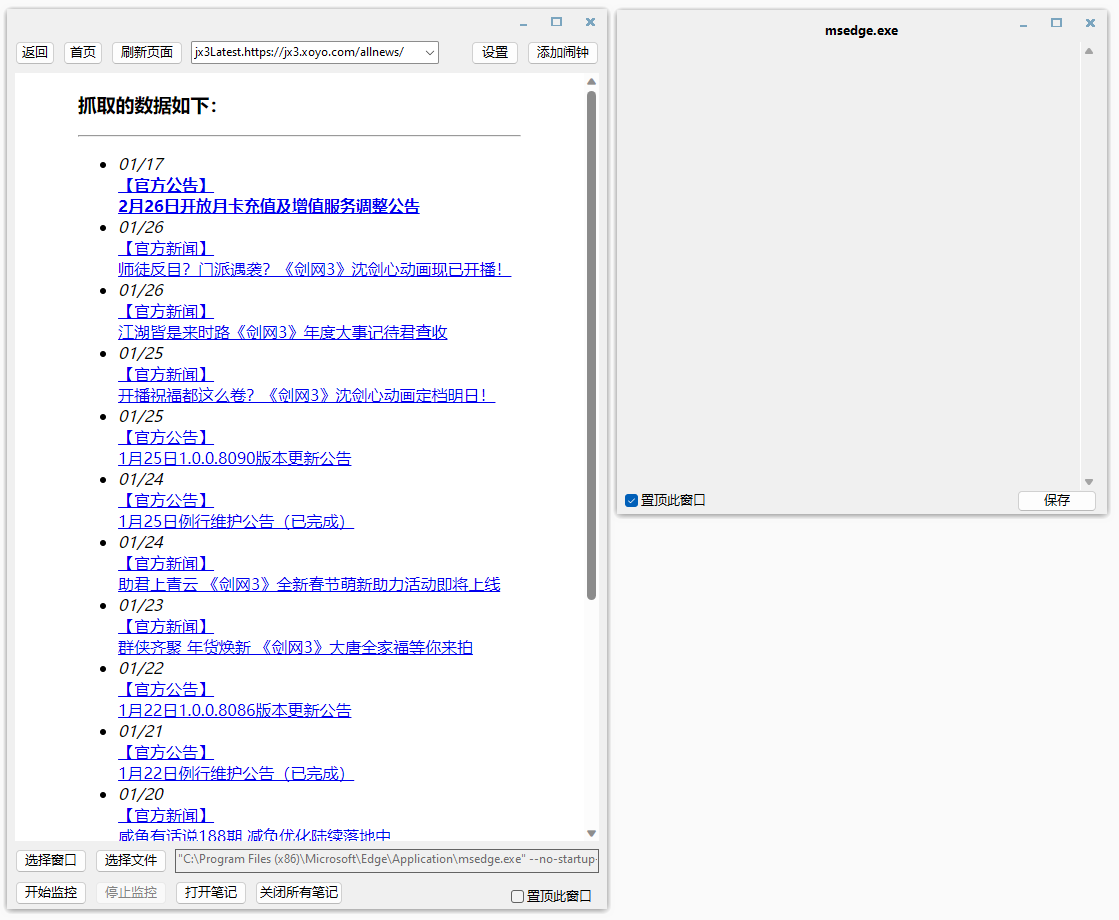 返回
首页
刷新页面
jx3Latest.https://jx3.xoyo.com/allnews/
设置
添加闹钟
抓取的数据如下:
01/17
【官方公告】
2月26日开放月卡充值及增值服务调整公告
01/26
【官方新闻】
师徒反目？门派遇袭？《剑网3》沈剑心动画现已开播！
01/26
【官方新闻】
江湖皆是来时路《剑网3》年度大事记待君查收
01/25
【官方新闻】
开播祝福都这么卷？《剑网3》沈剑心动画定档明日！
01/25
【官方公告】
1月25日1.0.0.8090版本更新公告
01/24
【官方公告】
1月25日例行维护公告（已完成）
01/24
【官方新闻】
助君上青云 《剑网3》全新春节萌新助力活动即将上线
01/23
【官方新闻】
群侠齐聚 年货焕新 《剑网3》大唐全家福等你来拍
01/22
【官方公告】
1月22日1.0.0.8086版本更新公告
01/21
【官方公告】
1月22日例行维护公告（已完成）
01/20
【官方新闻】
咸鱼有话说188期 减负优化陆续落地中
选择窗口
选择文件
"C:\Program Files (x86)\Microsoft\Edge\Application\msedge.exe" --no-startup-
开始监控
停止监控
打开笔记
关闭所有笔记
置顶此窗口
msedge.exe
置顶此窗口
保存